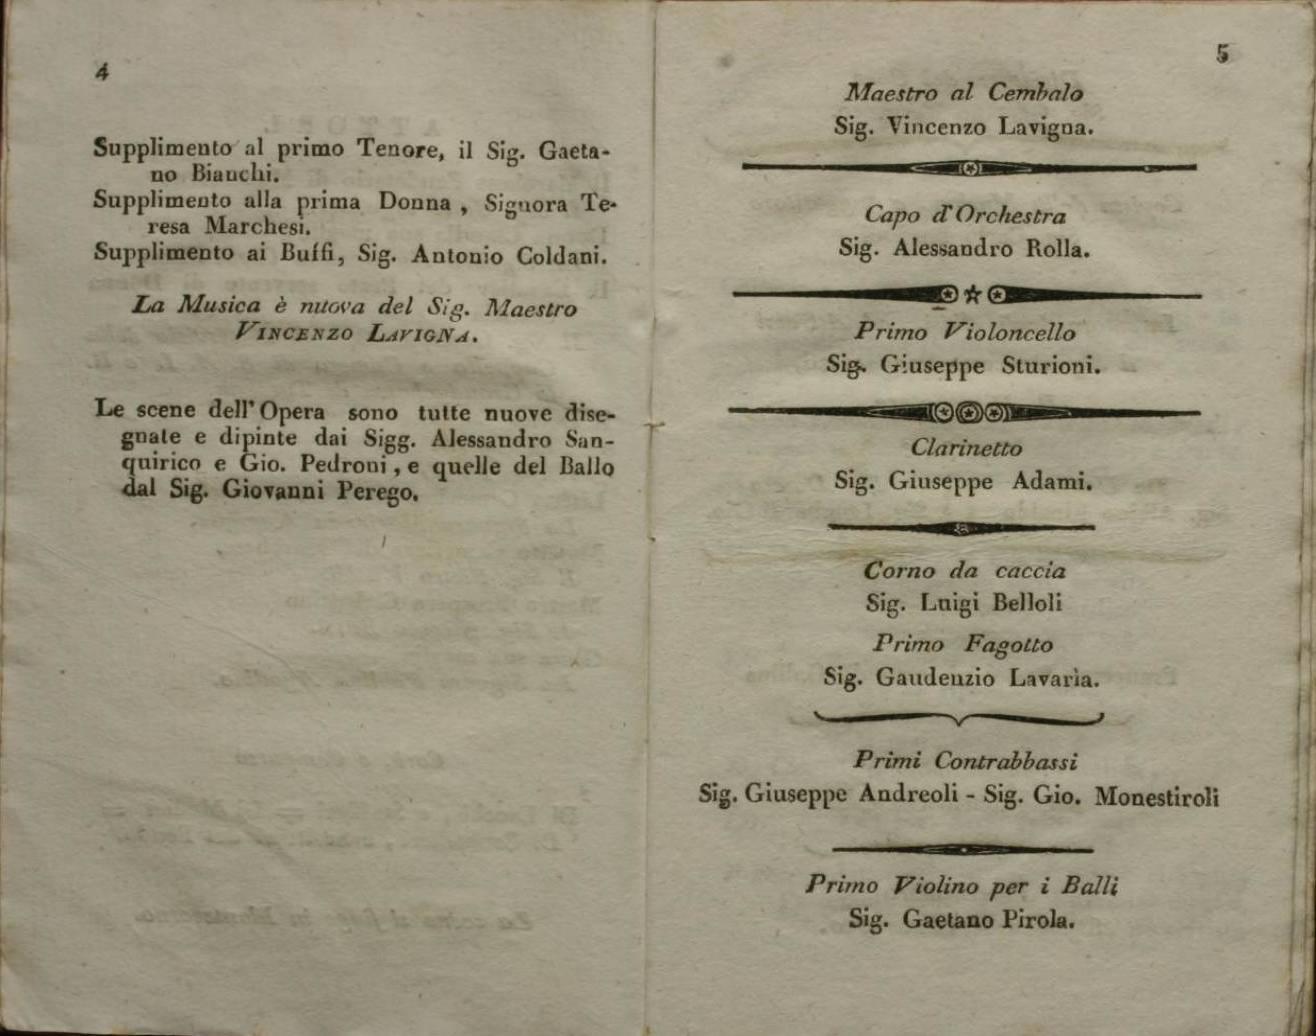 4
Supplimento al primo Tenore, il Sig. Gaeta-
no Bianchi.
Supplimento alla prima Donna, Signora Te-
resa Marchesi.
Supplimento ai Buffi, Sig. Antonio Coldani.
La Musica è nuova del Sig. Maestro
VINCENZO LAVIGNA.
Le scene dell'Opera sono tutte nuove dise-
gnate e dipinte dai Sigg. Alessandro San-
quirico e Gio. Pedroni, e quelle del Ballo
dal Sig. Giovanni Perego.
5
Maestro al Cembalo
Sig. Vincenzo Lavigna.
Capo d'Orchestra
Sig. Alessandro Rolla.
Primo Violoncello
Sig. Giuseppe Sturioni.
Clarinetto
Sig. Giuseppe Adami.
Corno da caccia
Sig. Luigi Belloli
Primo Fagotto
Sig. Gaudenzio Lavarìa.
Primi Contrabbassi
Sig. Giuseppe Andreoli - Sig. Gio. Monestiroli
Primo Violino per i Balli
Sig. Gaetano Pirola.